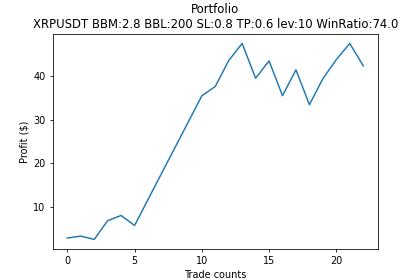 Portfolio
XRPUSDT BBM:2.8 BBL:200 SL:0.8 TP:0.6 lev:10 WinRatio:74.0
40
30
20
10
Profit ($)
0 5 10 15 20
Trade counts